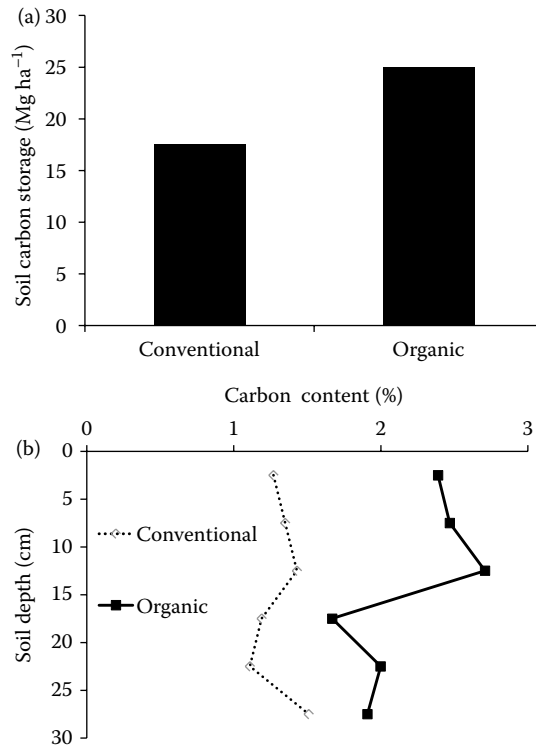 (a)
30
25
20
15
10
5
0
Soil carbon storage (Mg ha⁻¹)
Conventional Organic
Carbon content (%)
0 1 2 3
(b)
0
5
10
15
20
25
30
Soil depth (cm)
Conventional
Organic